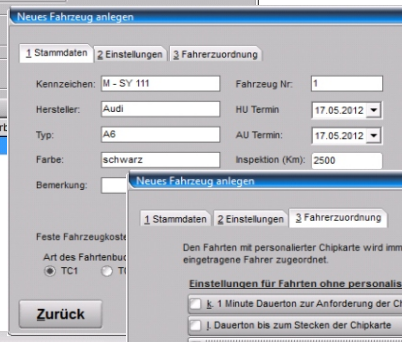 Neues Fahrzeug anlegen
1 Stammdaten 2 Einstellungen 3 Fahrerzuordnung
Kennzeichen: M - SY 111 Fahrzeug Nr: 1
Hersteller: Audi HU Termin 17.05.2012
Typ: A6 AU Termin: 17.05.2012
Farbe: schwarz Inspektion (Km): 2500
Bemerkung:
Feste Fahrzeugkoste
Art des Fahrtenbuc
TC1
Zurück
Neues Fahrzeug anlegen
1 Stammdaten 2 Einstellungen 3 Fahrerzuordnung
Den Fahrten mit personalierter Chipkarte wird imm
eingetragene Fahrer zugeordnet.
Einstellungen für Fahrten ohne personalis
k. 1 Minute Dauerton zur Anforderung der Ch
l. Dauerton bis zum Stecken der Chipkarte